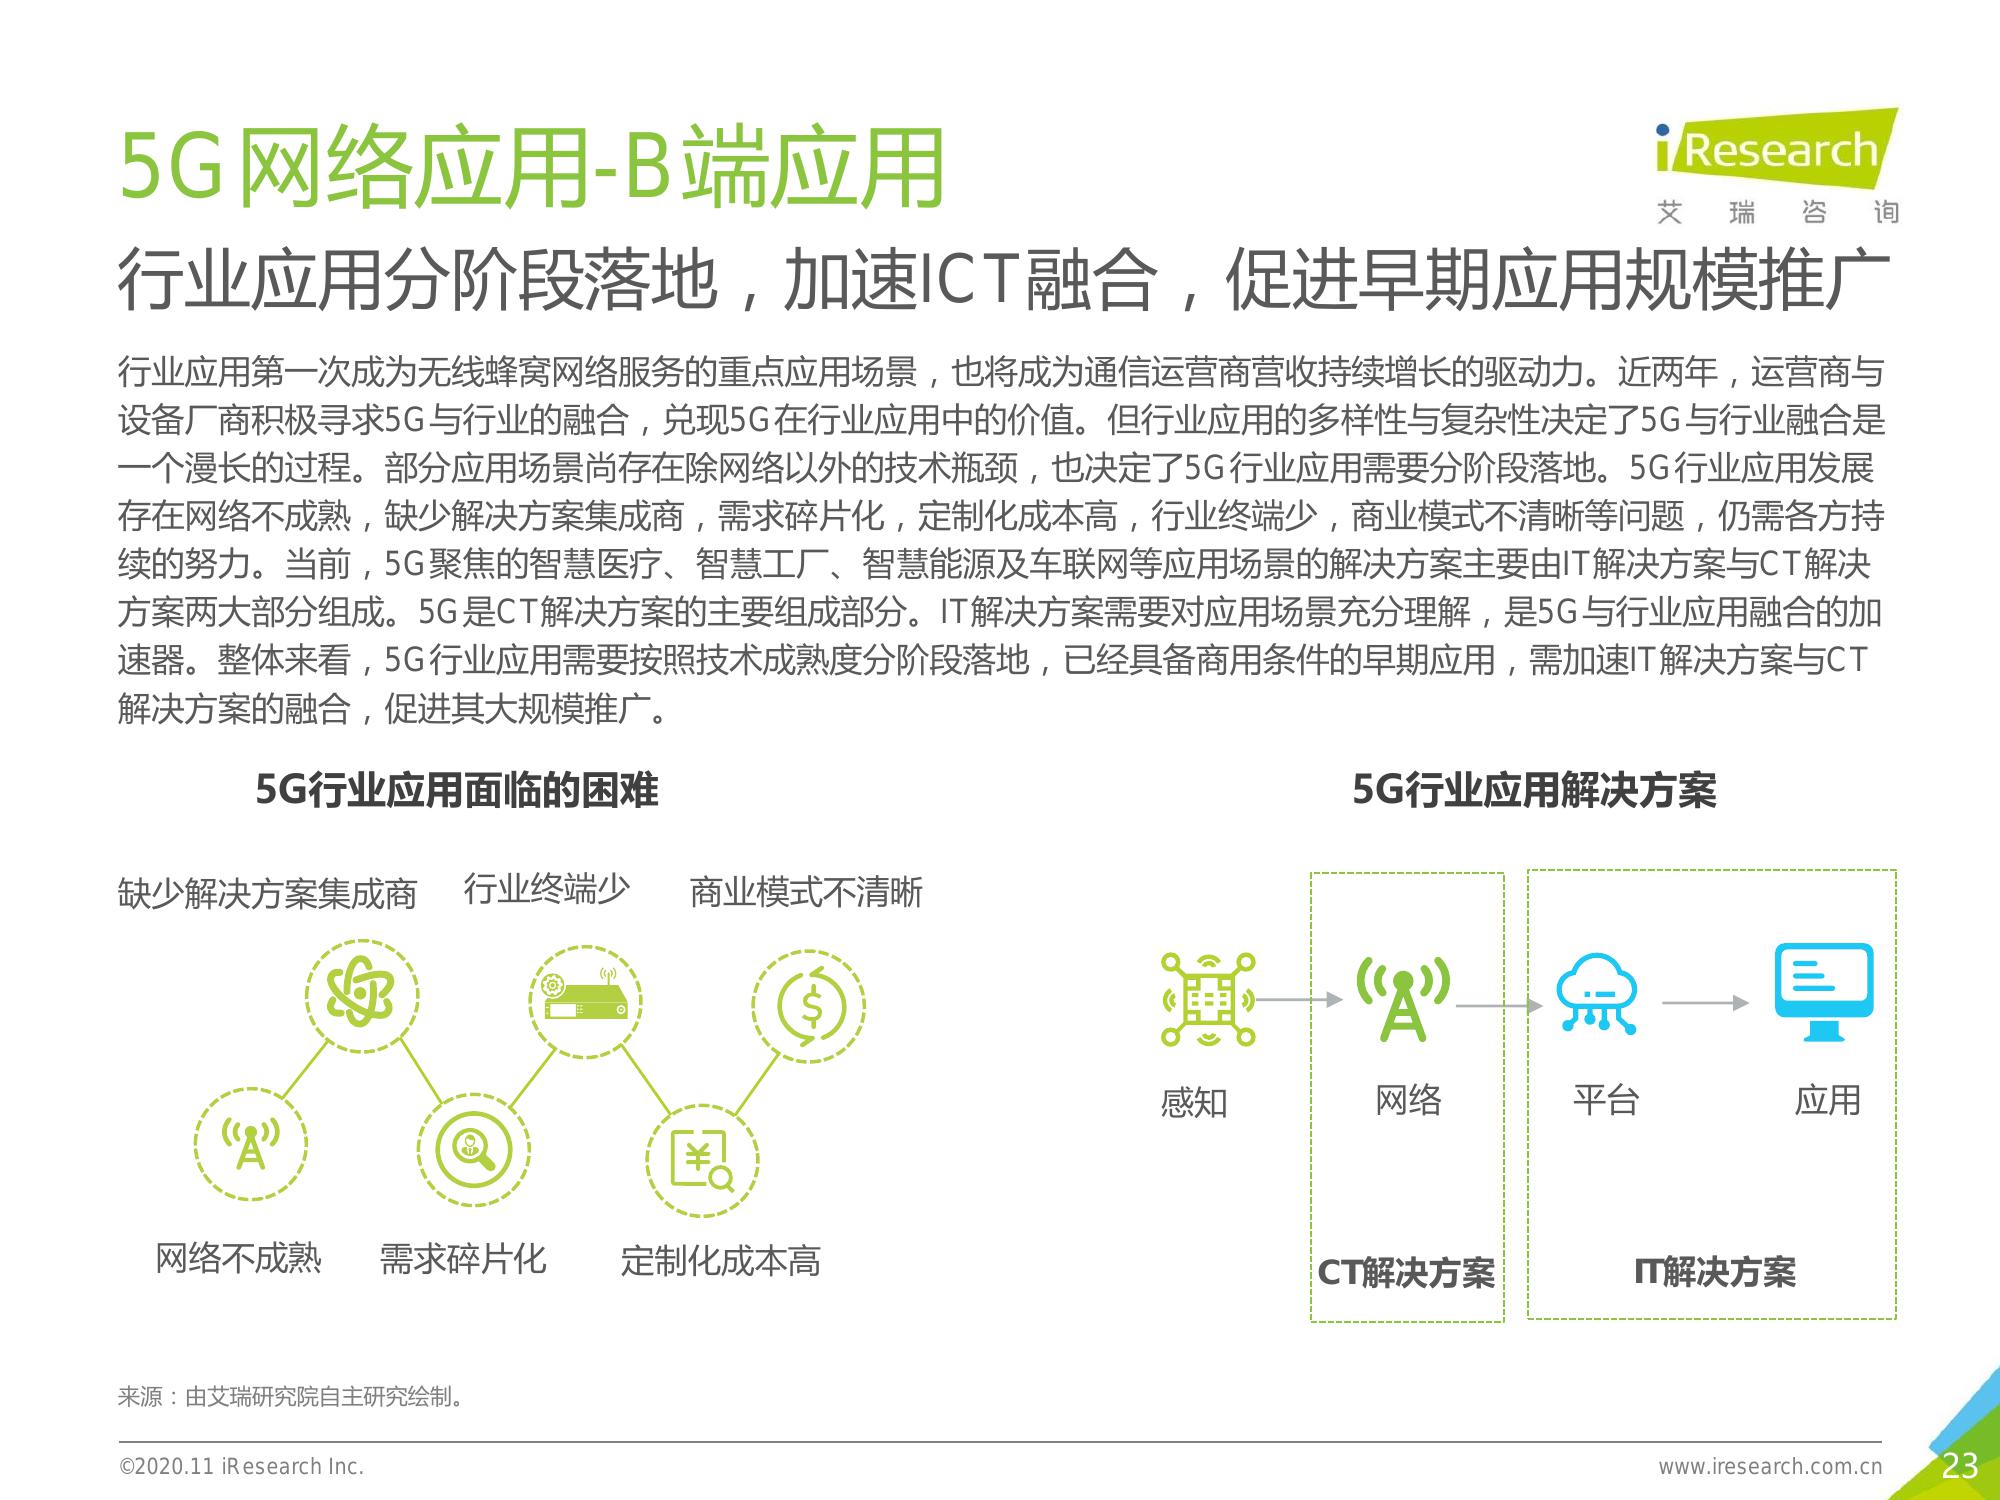 5G网络应用-B端应用
iResearch
艾瑞咨询
行业应用分阶段落地，加速ICT融合，促进早期应用规模推广
行业应用第一次成为无线蜂窝网络服务的重点应用场景，也将成为通信运营商营收持续增长的驱动力。近两年，运营商与
设备厂商积极寻求5G与行业的融合，兑现5G在行业应用中的价值。但行业应用的多样性与复杂性决定了5G与行业融合是
一个漫长的过程。部分应用场景尚存在除网络以外的技术瓶颈，也决定了5G行业应用需要分阶段落地。5G行业应用发展
存在网络不成熟，缺少解决方案集成商，需求碎片化，定制化成本高，行业终端少，商业模式不清晰等问题，仍需各方持
续的努力。当前，5G聚焦的智慧医疗、智慧工厂、智慧能源及车联网等应用场景的解决方案主要由IT解决方案与CT解决
方案两大部分组成。5G是CT解决方案的主要组成部分。IT解决方案需要对应用场景充分理解，是5G与行业应用融合的加
速器。整体来看，5G行业应用需要按照技术成熟度分阶段落地，已经具备商用条件的早期应用，需加速IT解决方案与CT
解决方案的融合，促进其大规模推广。
5G行业应用面临的困难
缺少解决方案集成商
行业终端少
商业模式不清晰
网络不成熟
需求碎片化
定制化成本高
5G行业应用解决方案
感知
网络
平台
应用
CT解决方案
IT解决方案
来源：由艾瑞研究院自主研究绘制。
©2020.11 iResearch Inc.
www.iresearch.com.cn
23